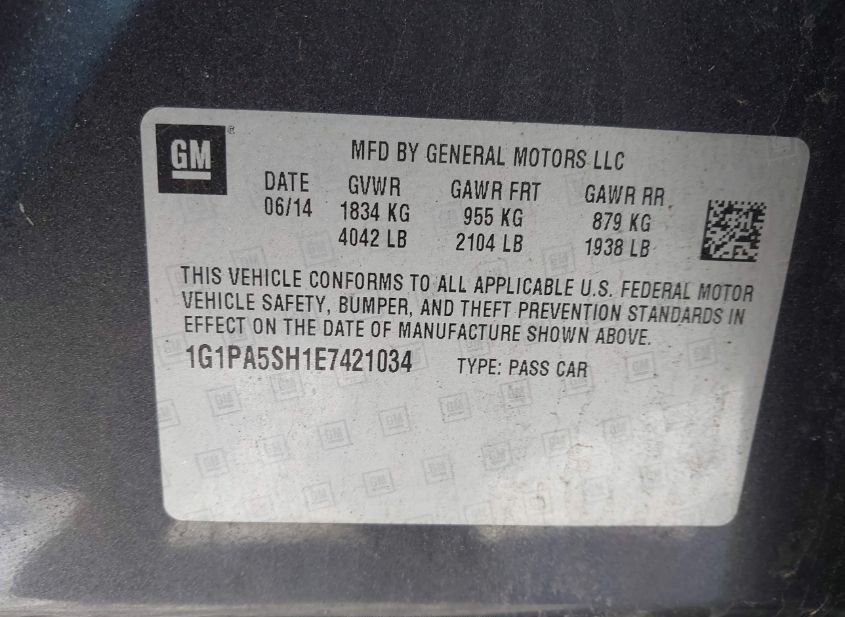 GM
MFD BY GENERAL MOTORS LLC
DATE GVWR GAWR FRT GAWR RR
06/14 1834 KG 955 KG 879 KG
4042 LB 2104 LB 1938 LB
THIS VEHICLE CONFORMS TO ALL APPLICABLE U.S. FEDERAL MOTOR
VEHICLE SAFETY, BUMPER, AND THEFT PREVENTION STANDARDS IN
EFFECT ON THE DATE OF MANUFACTURE SHOWN ABOVE.
1G1PA5SH1E7421034 TYPE: PASS CAR